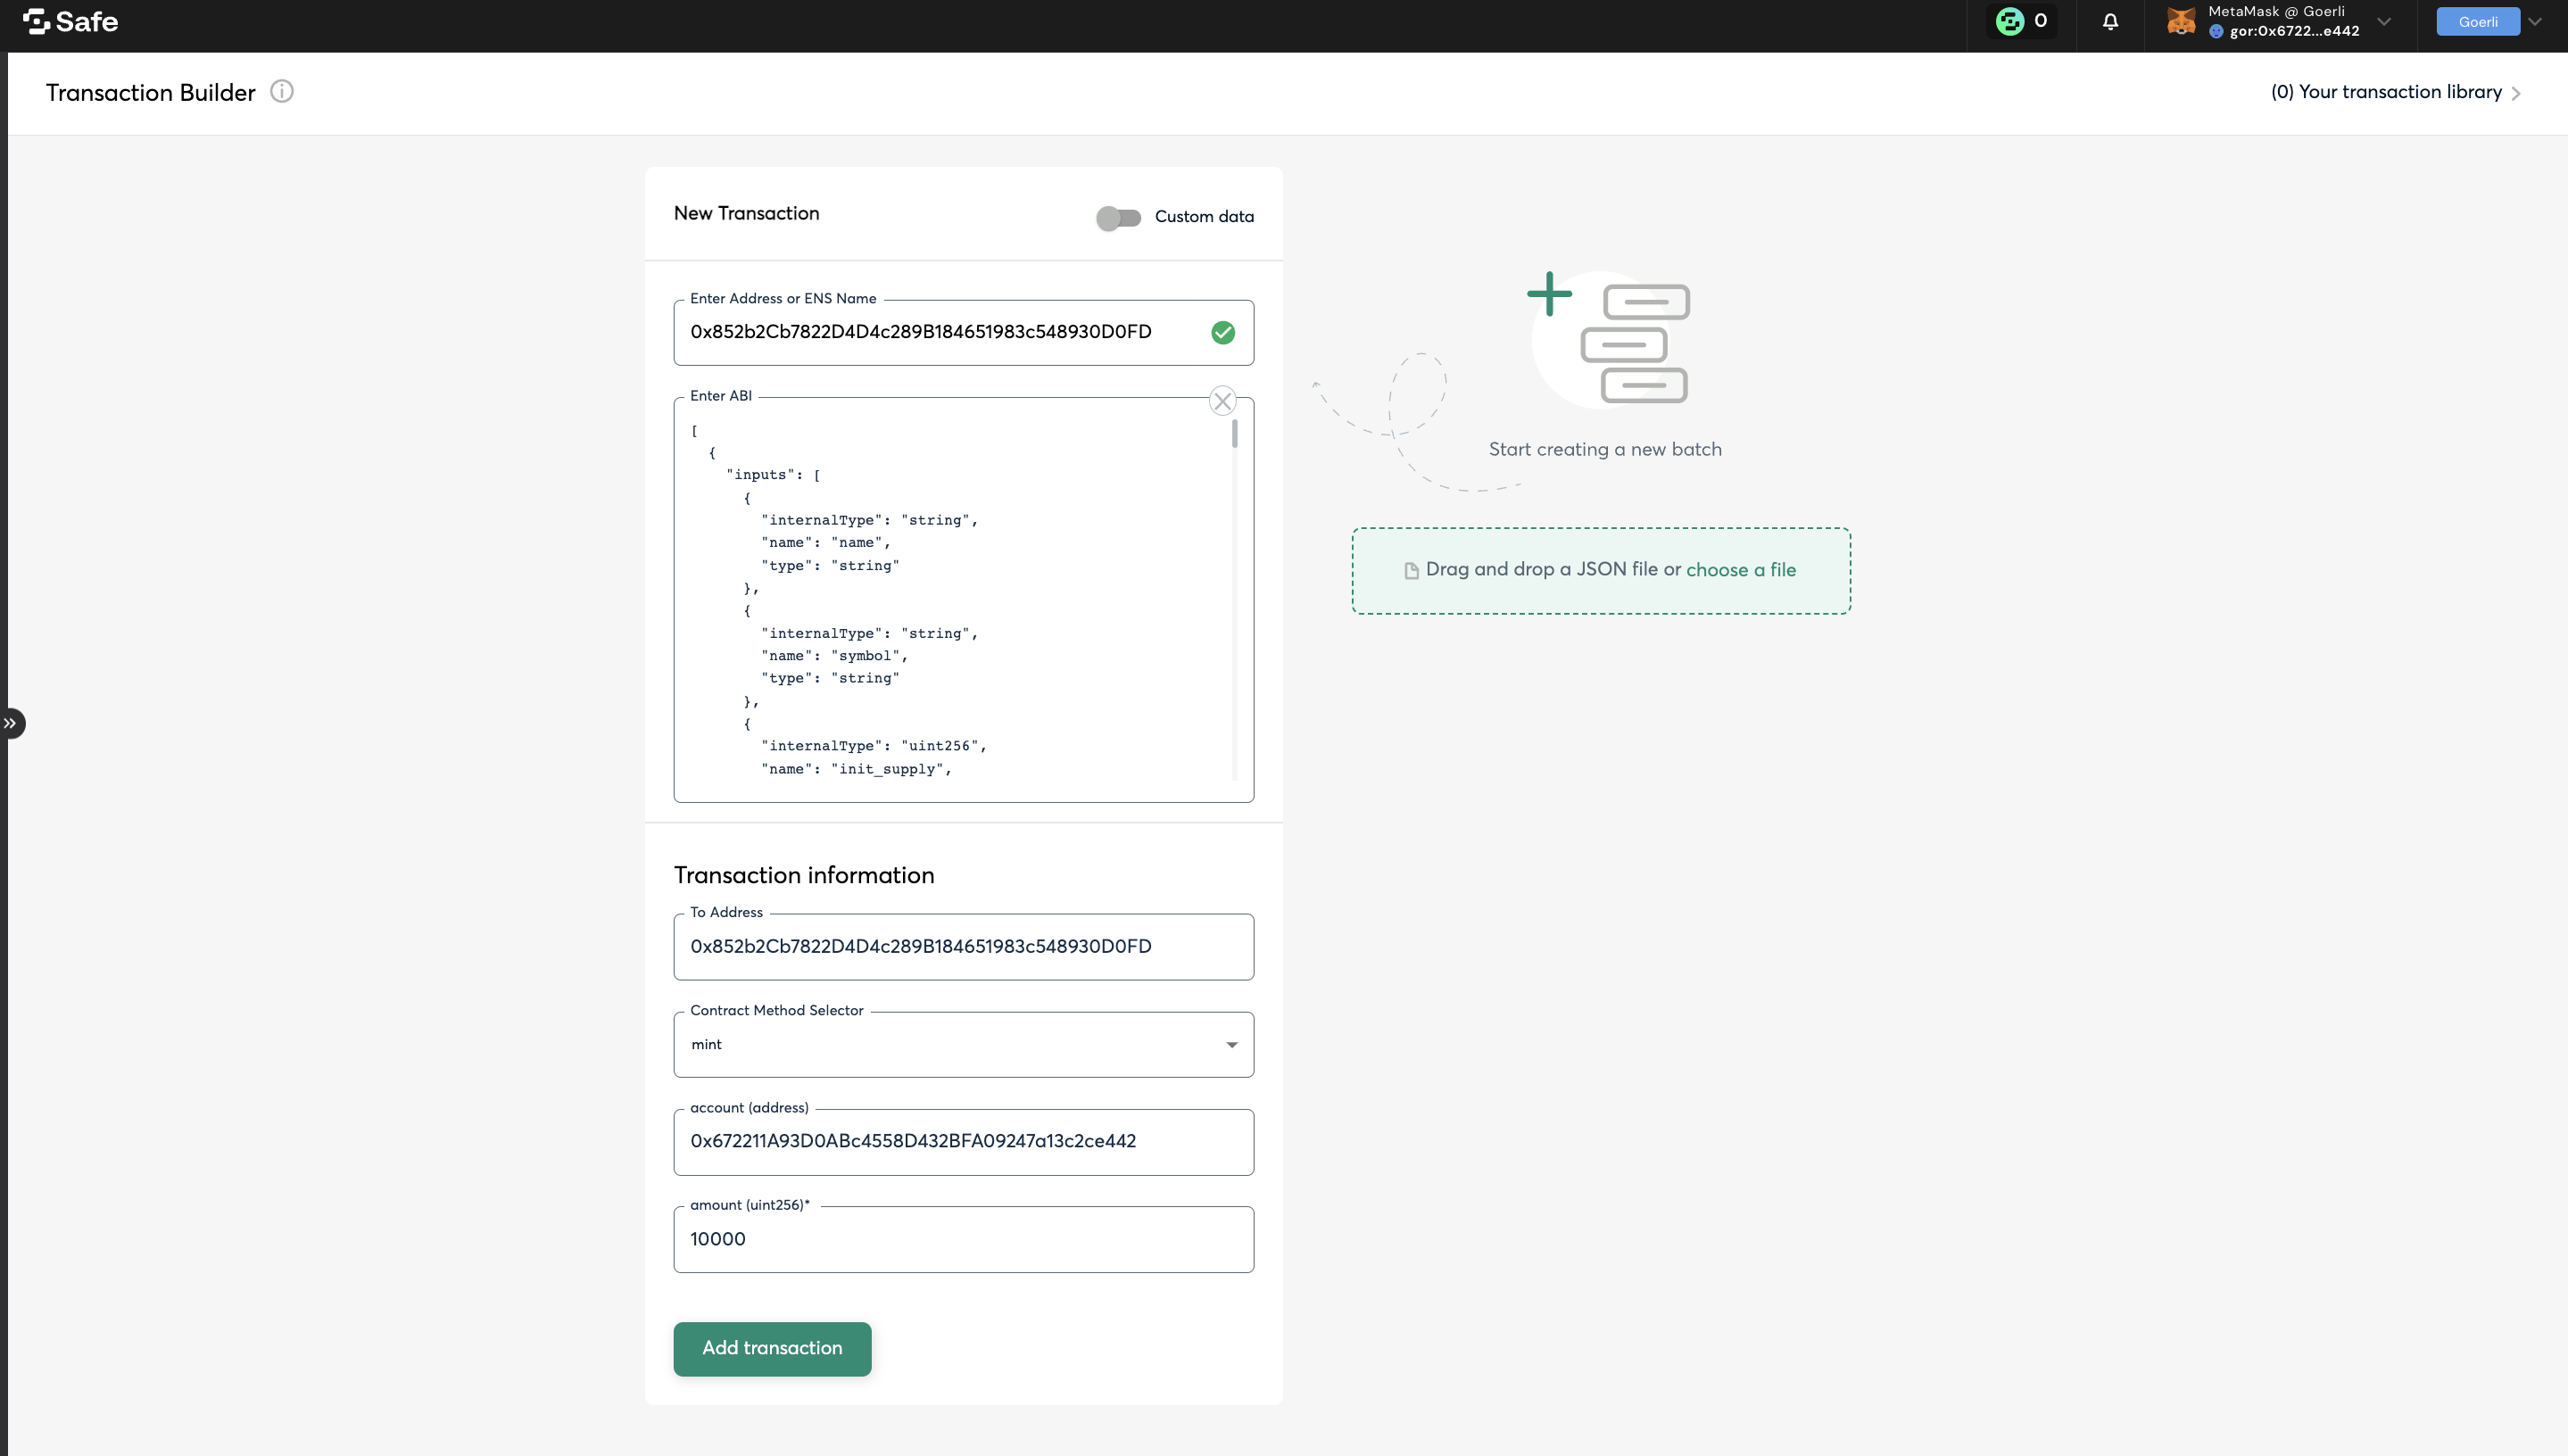 Safe
0
MetaMask @ Goerli
gor:0x6722...e442
Goerli
Transaction Builder
(0) Your transaction library
New Transaction
Custom data
Enter Address or ENS Name
0x852b2Cb7822D4D4c289B184651983c548930D0FD
Enter ABI
[
{
"inputs": [
{
"internalType": "string",
"name": "name",
"type": "string"
},
{
"internalType": "string",
"name": "symbol",
"type": "string"
},
{
"internalType": "uint256",
"name": "init_supply",
Start creating a new batch
Drag and drop a JSON file or choose a file
Transaction information
To Address
0x852b2Cb7822D4D4c289B184651983c548930D0FD
Contract Method Selector
mint
account (address)
0x672211A93D0ABc4558D432BFA09247a13c2ce442
amount (uint256)*
10000
Add transaction